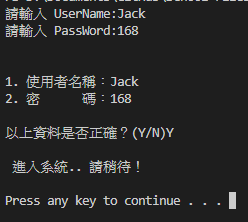 請輸入 UserName:Jack
請輸入 PassWord:168
1. 使用者名稱：Jack
2. 密　　碼：168
以上資料是否正確？(Y/N)Y
進入系統.. 請稍待！
Press any key to continue . . .